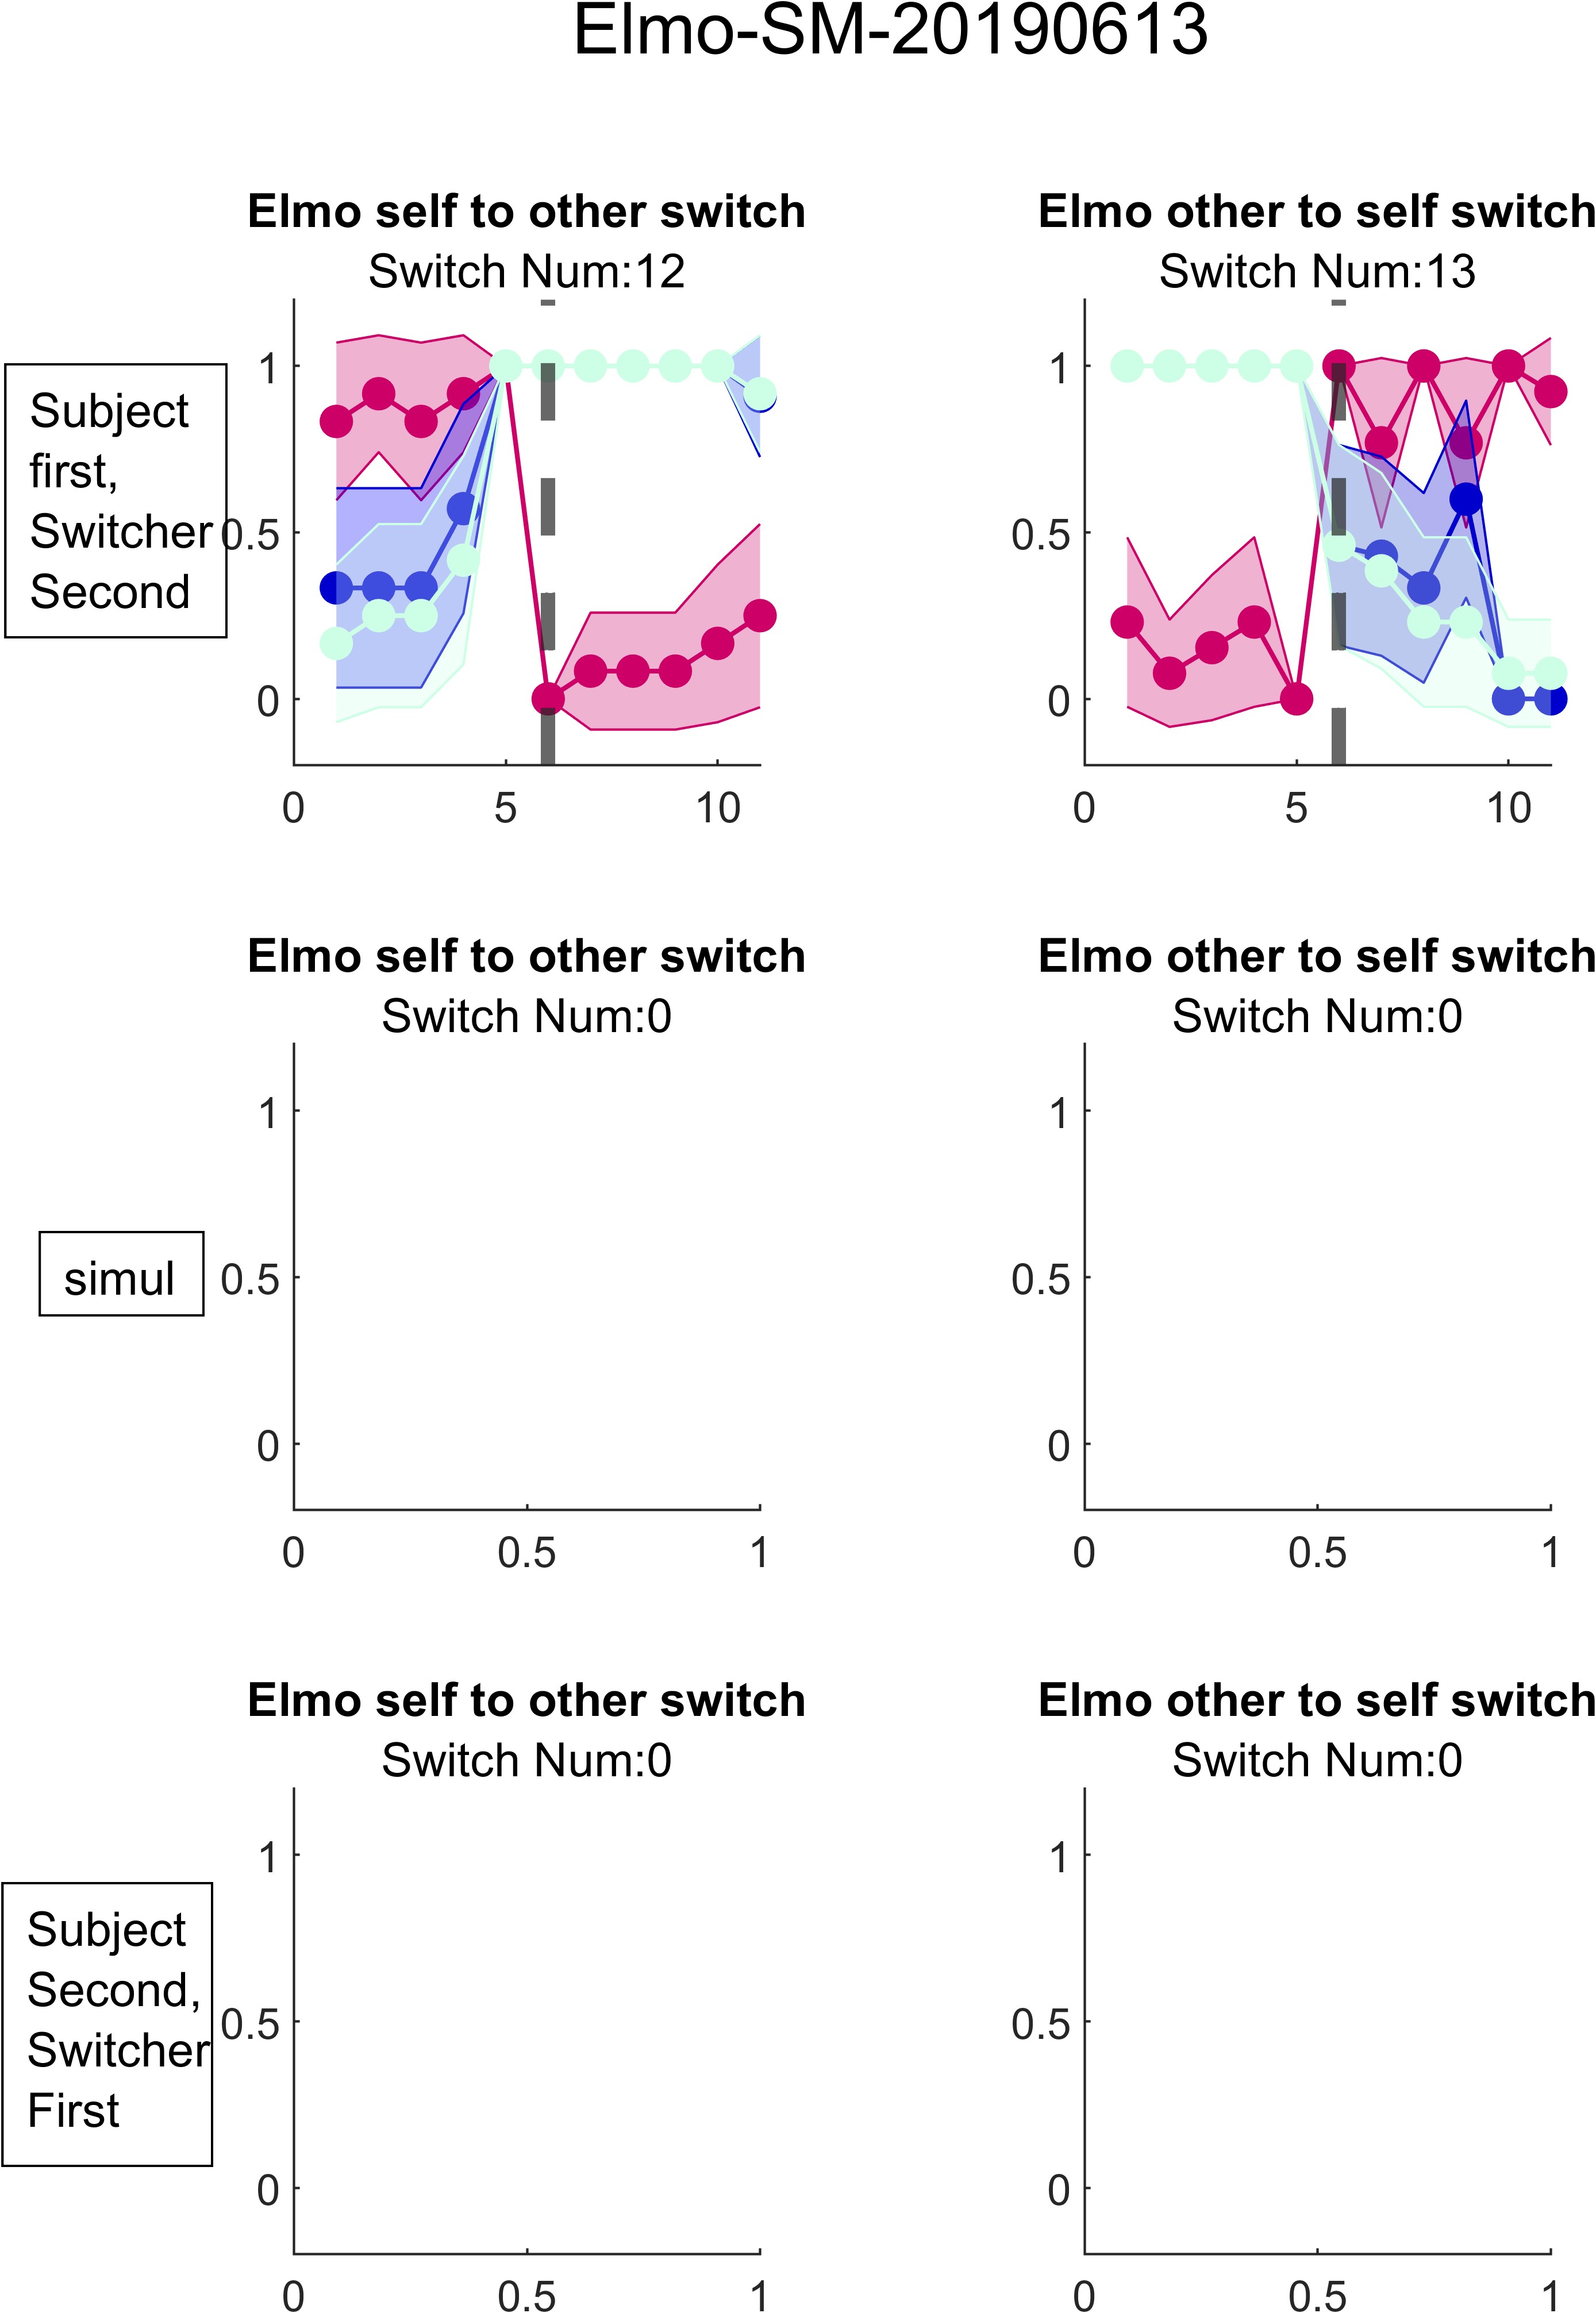 Elmo-SM-20190613
Elmo self to other switch
Switch Num:12
Elmo other to self switch
Switch Num:13
Subject
first,
Switcher
Second
1
0.5
0
0 5 10
1
0.5
0
0 5 10
Elmo self to other switch
Switch Num:0
Elmo other to self switch
Switch Num:0
simul
1
0.5
0
0 0.5 1
1
0.5
0
0 0.5 1
Elmo self to other switch
Switch Num:0
Elmo other to self switch
Switch Num:0
Subject
Second,
Switcher
First
1
0.5
0
0 0.5 1
1
0.5
0
0 0.5 1